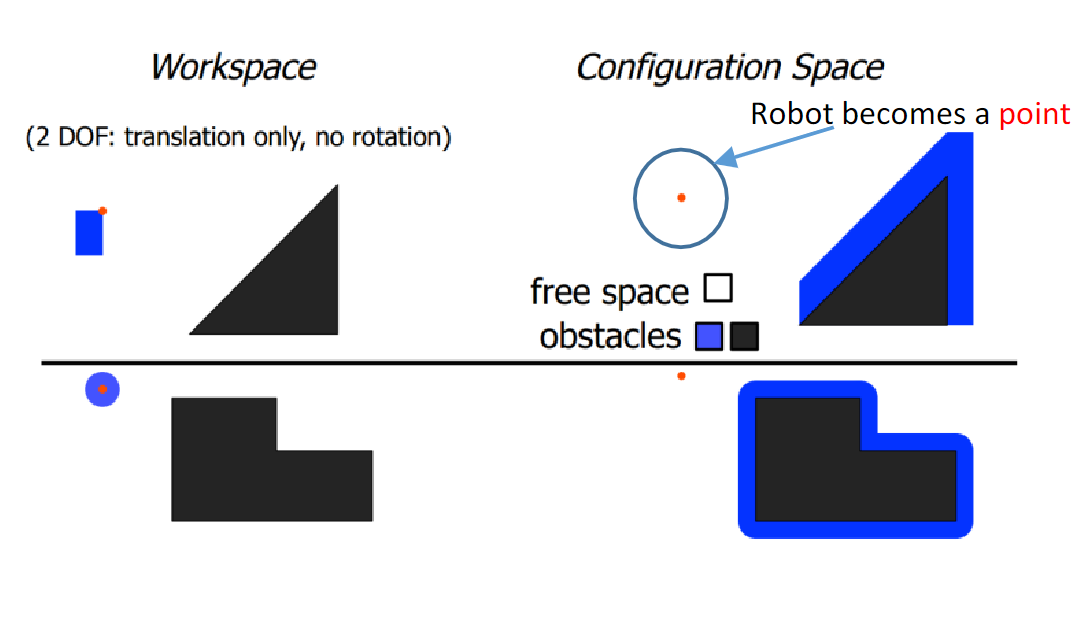 Workspace
Configuration Space
Robot becomes a point
(2 DOF: translation only, no rotation)
free space
obstacles